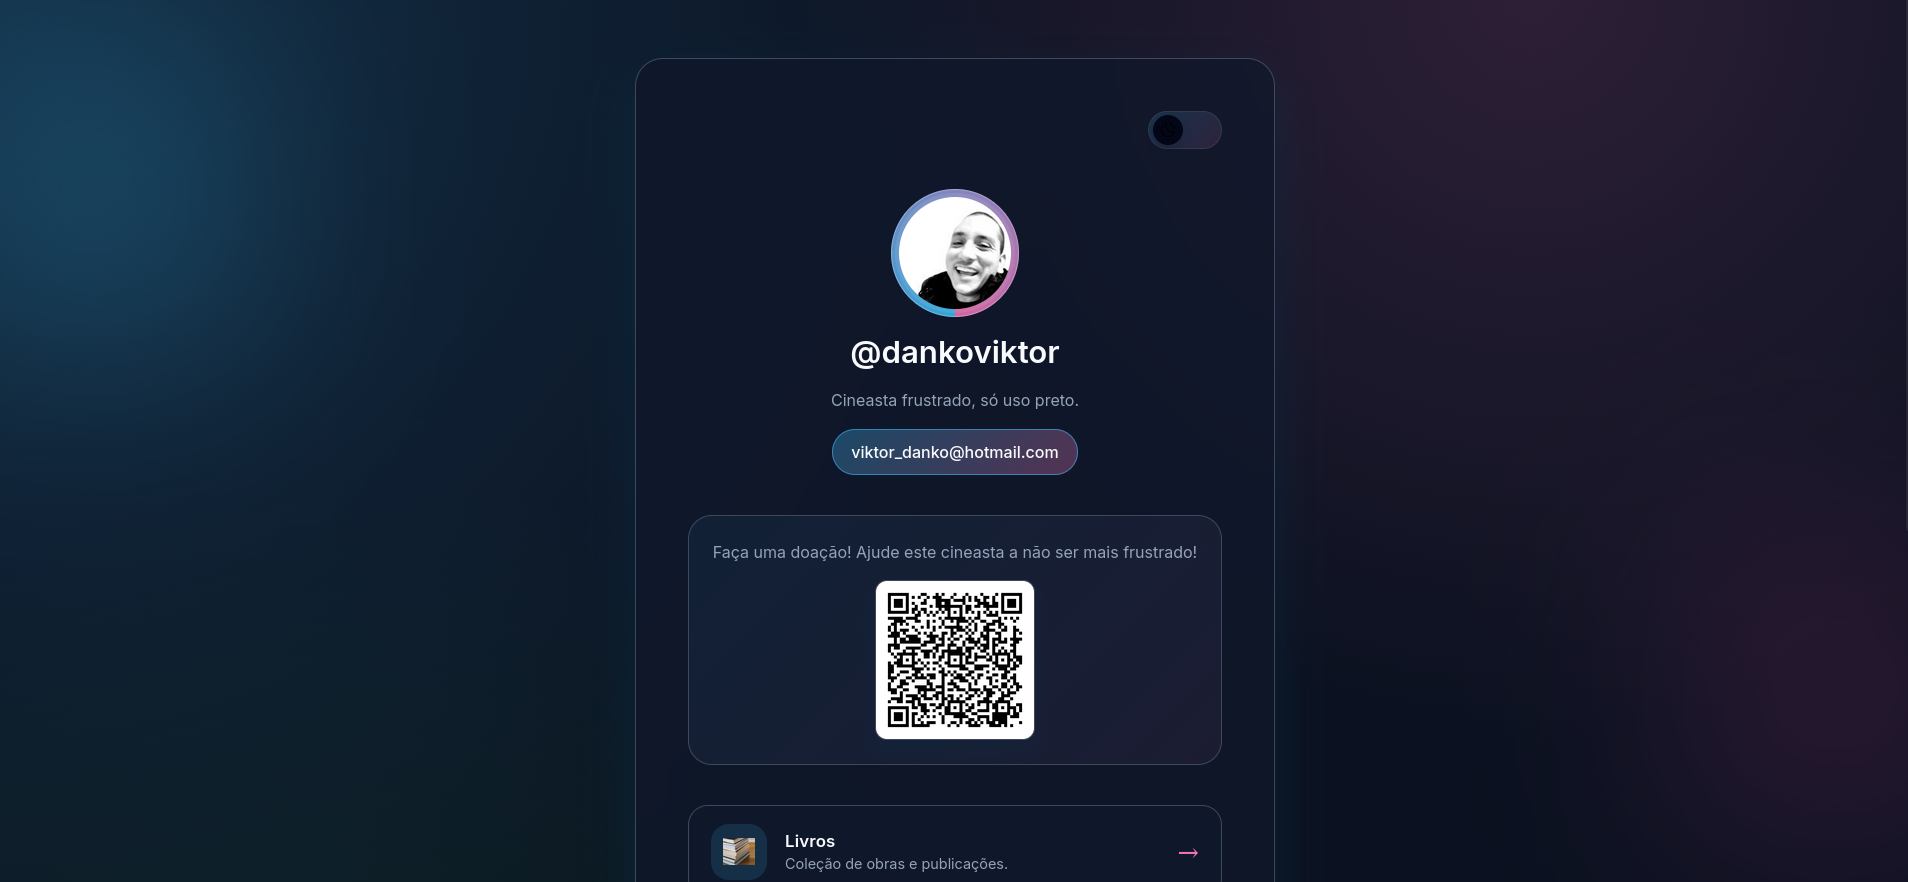 @dankoviktor
Cineasta frustrado, só uso preto.
viktor_danko@hotmail.com
Faça uma doação! Ajude este cineasta a não ser mais frustrado!
Livros
Coleção de obras e publicações.